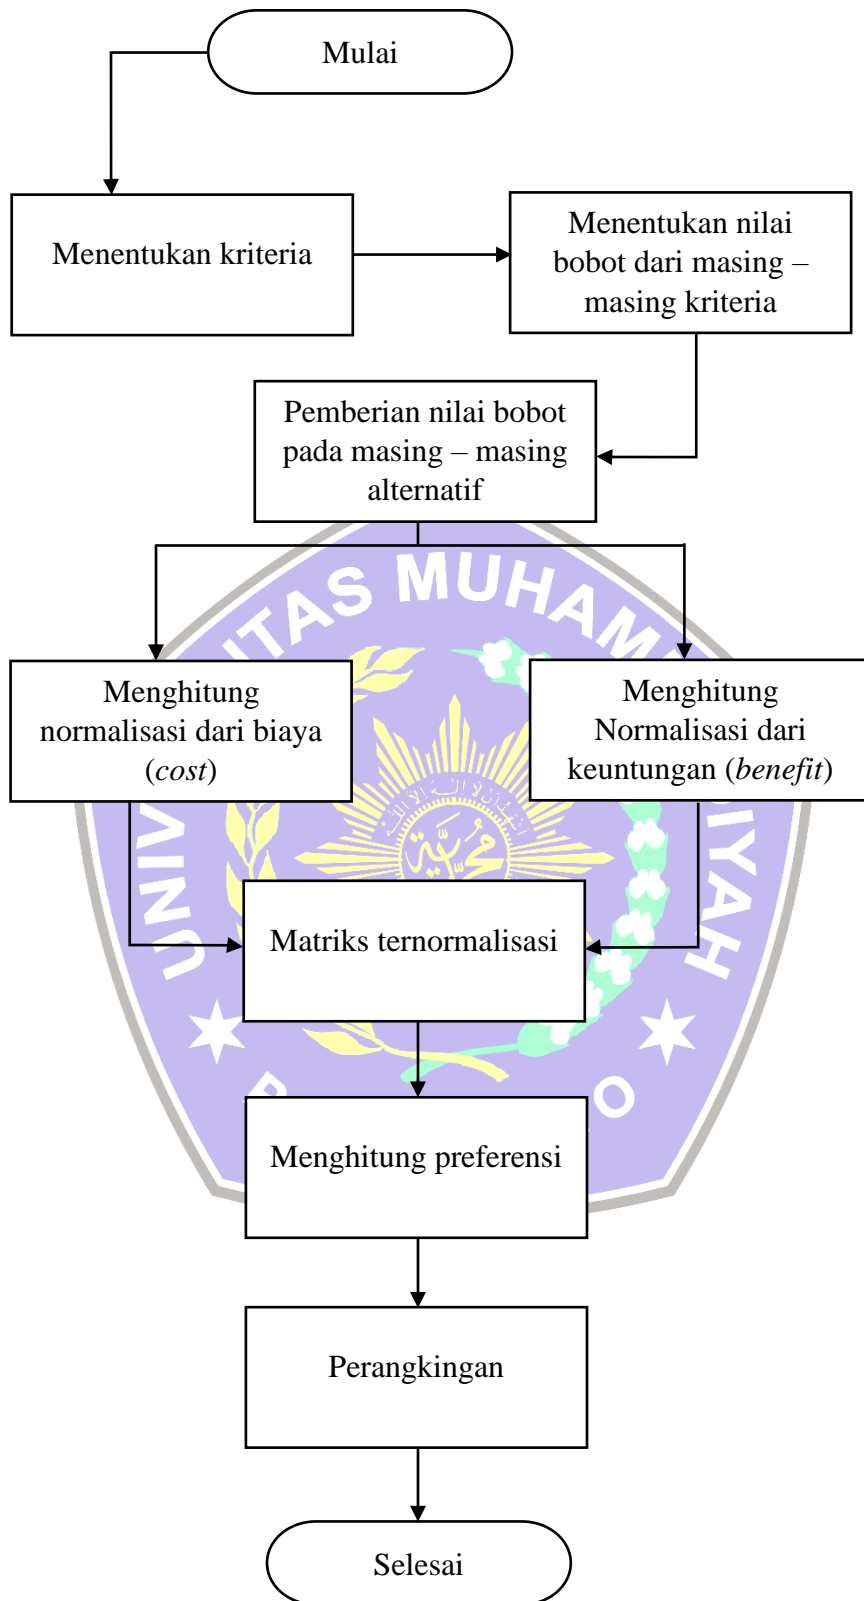 Mulai
Menentukan kriteria
Menentukan nilai
bobot dari masing –
masing kriteria
Pemberian nilai bobot
pada masing – masing
alternatif
Menghitung
normalisasi dari biaya
(cost)
Menghitung
Normalisasi dari
keuntungan (benefit)
Matriks ternormalisasi
Menghitung preferensi
Perangkingan
Selesai